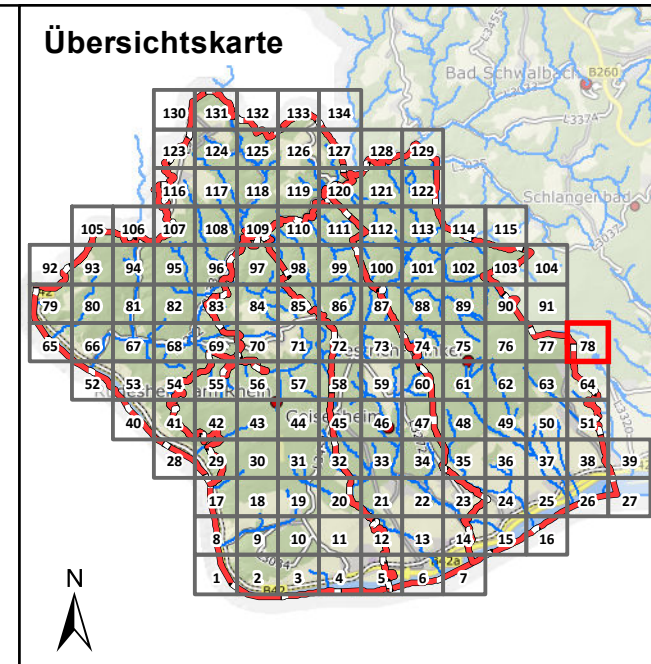 Übersichtskarte
Bad Schwalbach
B260
L3374
L3035
Schlangenbad
L3037
130 131 132 133 134
123 124 125 126 127 128 129
116 117 118 119 120 121 122
105 106 107 108 109 110 111 112 113 114 115
92 93 94 95 96 97 98 99 100 101 102 103 104
79 80 81 82 83 84 85 86 87 88 89 90 91
65 66 67 68 69 70 71 72 73 74 75 76 77 78
52 53 54 55 56 57 58 59 60 61 62 63 64
Geisenheim
40 41 42 43 44 45 46 47 48 49 50 51
L3320
28 29 30 31 32 33 34 35 36 37 38 39
17 18 19 20 21 22 23 24 25 26 27
8 9 10 11 12 13 14 15 16
L3034
B42a
1 2 3 4 5 6 7
B42
N